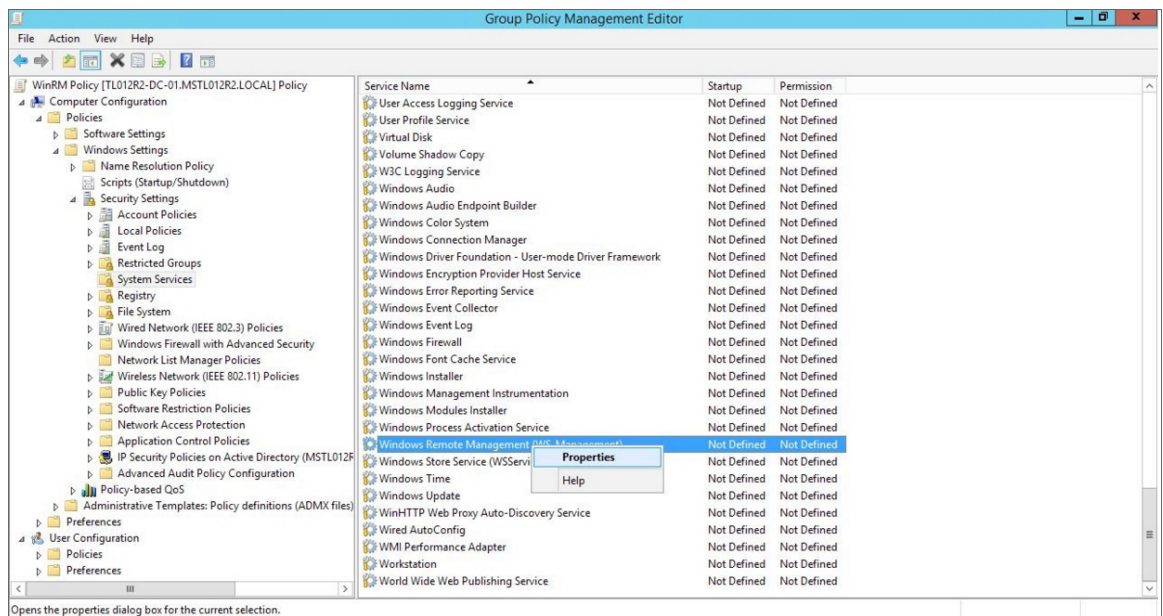 Group Policy Management Editor
File Action View Help
WinRM Policy [TL012R2-DC-01.MSTL012R2.LOCAL] Policy
Computer Configuration
Policies
Software Settings
Windows Settings
Name Resolution Policy
Scripts (Startup/Shutdown)
Security Settings
Account Policies
Local Policies
Event Log
Restricted Groups
System Services
Registry
File System
Wired Network (IEEE 802.3) Policies
Windows Firewall with Advanced Security
Network List Manager Policies
Wireless Network (IEEE 802.11) Policies
Public Key Policies
Software Restriction Policies
Network Access Protection
Application Control Policies
IP Security Policies on Active Directory (MSTL012R
Advanced Audit Policy Configuration
Policy-based QoS
Administrative Templates: Policy definitions (ADMX files)
Preferences
User Configuration
Policies
Preferences
Service Name Startup Permission
User Access Logging Service Not Defined Not Defined
User Profile Service Not Defined Not Defined
Virtual Disk Not Defined Not Defined
Volume Shadow Copy Not Defined Not Defined
W3C Logging Service Not Defined Not Defined
Windows Audio Not Defined Not Defined
Windows Audio Endpoint Builder Not Defined Not Defined
Windows Color System Not Defined Not Defined
Windows Connection Manager Not Defined Not Defined
Windows Driver Foundation - User-mode Driver Framework Not Defined Not Defined
Windows Encryption Provider Host Service Not Defined Not Defined
Windows Error Reporting Service Not Defined Not Defined
Windows Event Collector Not Defined Not Defined
Windows Event Log Not Defined Not Defined
Windows Firewall Not Defined Not Defined
Windows Font Cache Service Not Defined Not Defined
Windows Installer Not Defined Not Defined
Windows Management Instrumentation Not Defined Not Defined
Windows Modules Installer Not Defined Not Defined
Windows Process Activation Service Not Defined Not Defined
Windows Remote Management (WS-Management) Not Defined Not Defined
Properties
Windows Store Service (WSServi Not Defined Not Defined
Help
Windows Time Not Defined Not Defined
Windows Update Not Defined Not Defined
WinHTTP Web Proxy Auto-Discovery Service Not Defined Not Defined
Wired AutoConfig Not Defined Not Defined
WMI Performance Adapter Not Defined Not Defined
Workstation Not Defined Not Defined
World Wide Web Publishing Service Not Defined Not Defined
Opens the properties dialog box for the current selection.